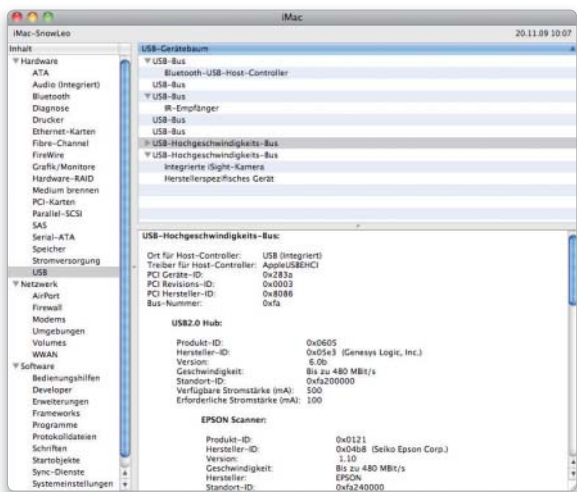 iMac
iMac-SnowLeo 20.11.09 10:07
Inhalt
▼ Hardware
ATA
Audio (Integriert)
Bluetooth
Diagnose
Drucker
Ethernet-Karten
Fibre-Channel
FireWire
Grafik/Monitore
Hardware-RAID
Medium brennen
PCI-Karten
Parallel-SCSI
SAS
Serial-ATA
Speicher
Stromversorgung
USB
▼ Netzwerk
AirPort
Firewall
Modems
Umgebungen
Volumes
WWAN
▼ Software
Bedienungshilfen
Developer
Erweiterungen
Frameworks
Programme
Protokolldateien
Schriften
Startobjekte
Sync-Dienste
Systemeinstellungen
USB-Gerätebaum
▼ USB-Bus
Bluetooth-USB-Host-Controller
USB-Bus
▼ USB-Bus
IR-Empfänger
USB-Bus
USB-Bus
▶ USB-Hochgeschwindigkeits-Bus
▼ USB-Hochgeschwindigkeits-Bus
Integrierte iSight-Kamera
Herstellerspezifisches Gerät
USB-Hochgeschwindigkeits-Bus:
Ort für Host-Controller: USB (Integriert)
Treiber für Host-Controller: AppleUSBEHCI
PCI Geräte-ID: 0x283a
PCI Revisions-ID: 0x0003
PCI Hersteller-ID: 0x8086
Bus-Nummer: 0xfa
USB2.0 Hub:
Produkt-ID: 0x0605
Hersteller-ID: 0x05e3 (Genesys Logic, Inc.)
Version: 6.0b
Geschwindigkeit: Bis zu 480 MBit/s
Standort-ID: 0xfa200000
Verfügbare Stromstärke (mA): 500
Erforderliche Stromstärke (mA): 100
EPSON Scanner:
Produkt-ID: 0x0121
Hersteller-ID: 0x04b8 (Seiko Epson Corp.)
Version: 1.10
Geschwindigkeit: Bis zu 480 MBit/s
Hersteller: EPSON
Standort-ID: 0xfa240000